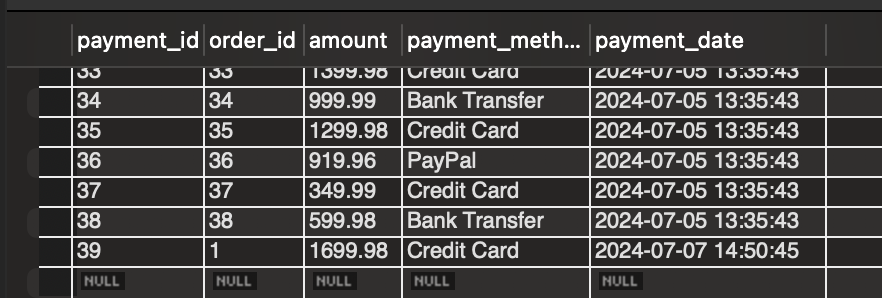 payment_id order_id amount payment_meth... payment_date
33 33 1399.98 Credit Card 2024-07-05 13:35:43
34 34 999.99 Bank Transfer 2024-07-05 13:35:43
35 35 1299.98 Credit Card 2024-07-05 13:35:43
36 36 919.96 PayPal 2024-07-05 13:35:43
37 37 349.99 Credit Card 2024-07-05 13:35:43
38 38 599.98 Bank Transfer 2024-07-05 13:35:43
39 1 1699.98 Credit Card 2024-07-07 14:50:45
NULL NULL NULL NULL NULL